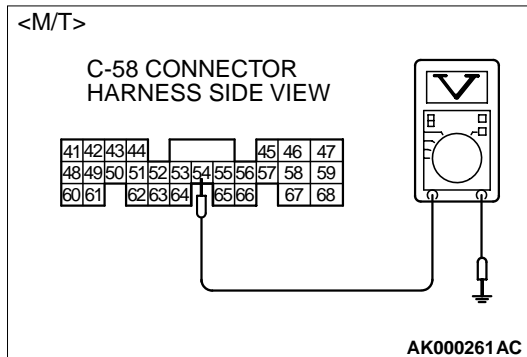 <M/T>
C-58 CONNECTOR
HARNESS SIDE VIEW
41 42 43 44 45 46 47
48 49 50 51 52 53 54 55 56 57 58 59
60 61 62 63 64 65 66 67 68
V
AK000261AC